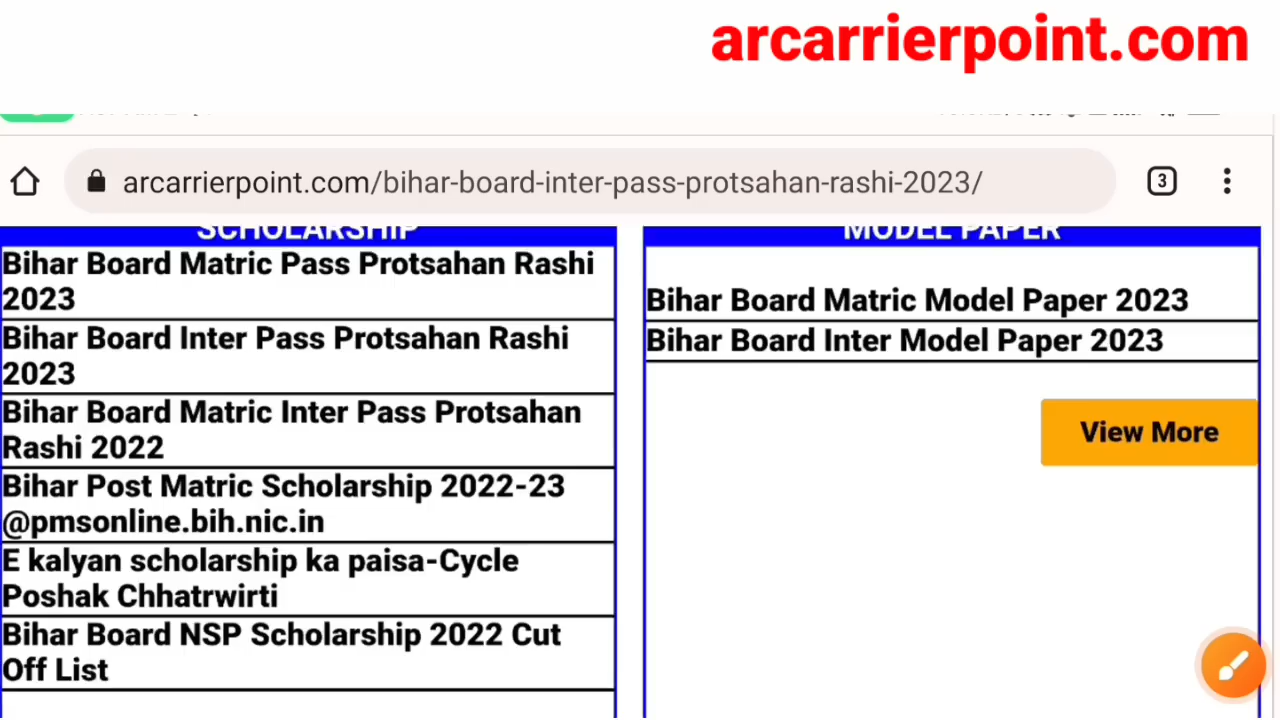 arcarrierpoint.com
arcarrierpoint.com/bihar-board-inter-pass-protsahan-rashi-2023/
3
SCHOLARSHIP
Bihar Board Matric Pass Protsahan Rashi
2023
Bihar Board Inter Pass Protsahan Rashi
2023
Bihar Board Matric Inter Pass Protsahan
Rashi 2022
Bihar Post Matric Scholarship 2022-23
@pmsonline.bih.nic.in
E kalyan scholarship ka paisa-Cycle
Poshak Chhatrwirti
Bihar Board NSP Scholarship 2022 Cut
Off List
MODEL PAPER
Bihar Board Matric Model Paper 2023
Bihar Board Inter Model Paper 2023
View More